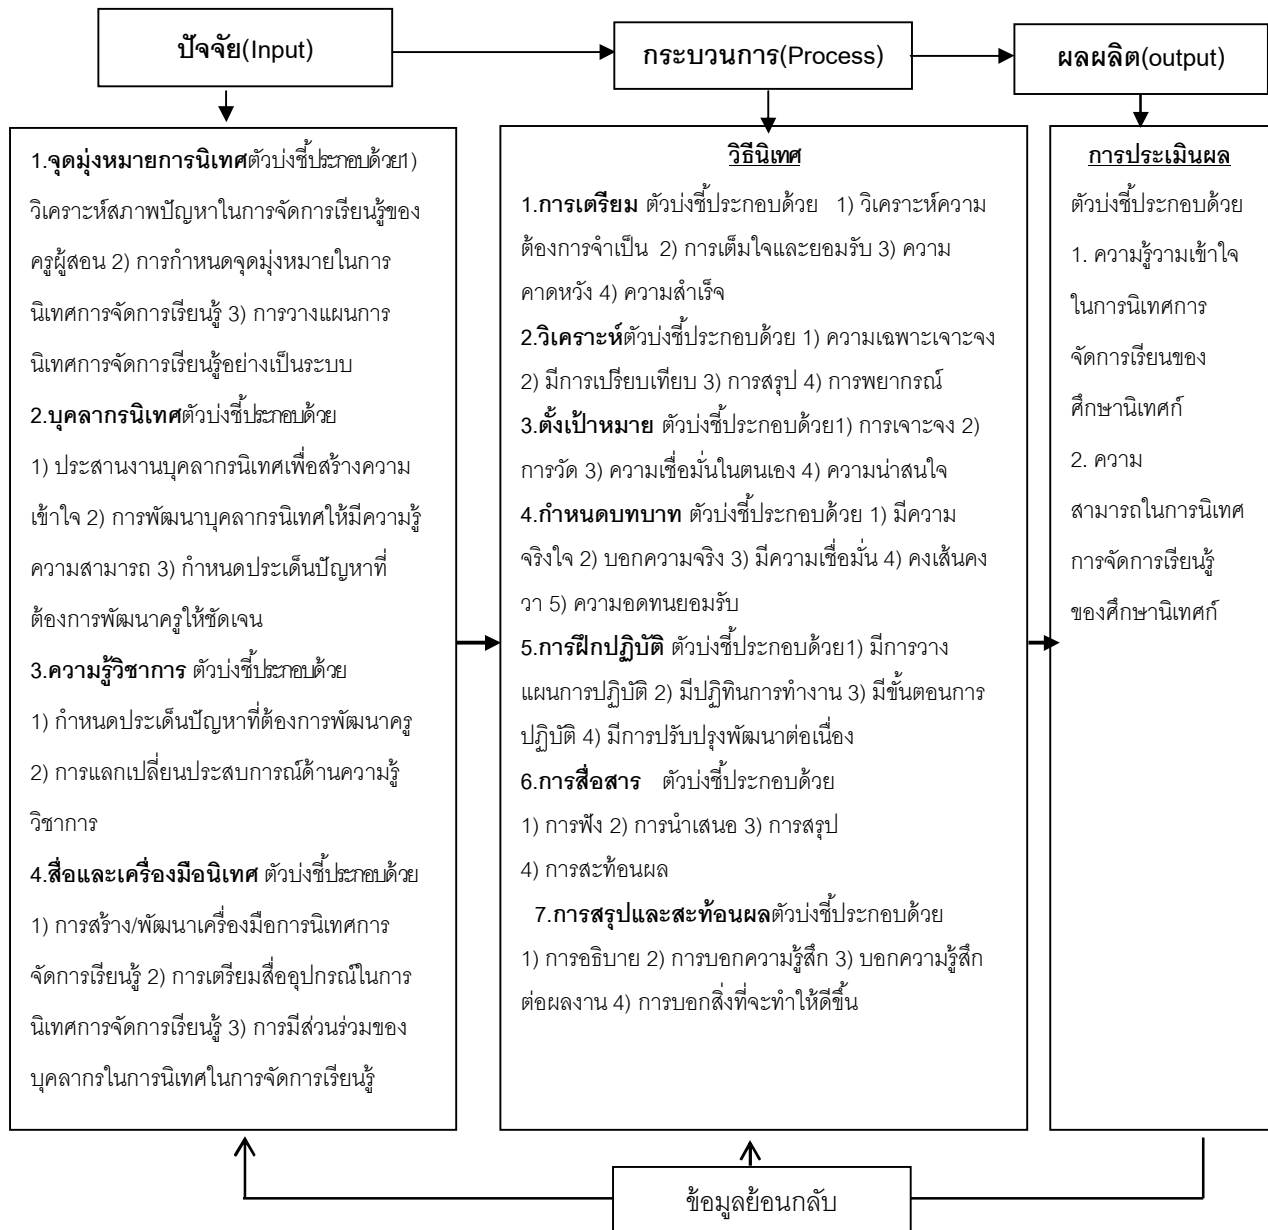 ปัจจัย(Input)
กระบวนการ(Process)
ผลผลิต(output)
1.จุดมุ่งหมายการนิเทศตัวบ่งชี้ประกอบด้วย1)
วิเคราะห์สภาพปัญหาในการจัดการเรียนรู้ของ
ครูผู้สอน 2) การกำหนดจุดมุ่งหมายในการ
นิเทศการจัดการเรียนรู้ 3) การวางแผนการ
นิเทศการจัดการเรียนรู้อย่างเป็นระบบ
2.บุคลากรนิเทศตัวบ่งชี้ประกอบด้วย
1) ประสานงานบุคลากรนิเทศเพื่อสร้างความ
เข้าใจ 2) การพัฒนาบุคลากรนิเทศให้มีความรู้
ความสามารถ 3) กำหนดประเด็นปัญหาที่
ต้องการพัฒนาครูให้ชัดเจน
3.ความรู้วิชาการ ตัวบ่งชี้ประกอบด้วย
1) กำหนดประเด็นปัญหาที่ต้องการพัฒนาครู
2) การแลกเปลี่ยนประสบการณ์ด้านความรู้
วิชาการ
4.สื่อและเครื่องมือนิเทศ ตัวบ่งชี้ประกอบด้วย
1) การสร้าง/พัฒนาเครื่องมือการนิเทศการ
จัดการเรียนรู้ 2) การเตรียมสื่ออุปกรณ์ในการ
นิเทศการจัดการเรียนรู้ 3) การมีส่วนร่วมของ
บุคลากรในการนิเทศในการจัดการเรียนรู้
วิธีนิเทศ
1.การเตรียม ตัวบ่งชี้ประกอบด้วย 1) วิเคราะห์ความ
ต้องการจำเป็น 2) การเต็มใจและยอมรับ 3) ความ
คาดหวัง 4) ความสำเร็จ
2.วิเคราะห์ตัวบ่งชี้ประกอบด้วย 1) ความเฉพาะเจาะจง
2) มีการเปรียบเทียบ 3) การสรุป 4) การพยากรณ์
3.ตั้งเป้าหมาย ตัวบ่งชี้ประกอบด้วย1) การเจาะจง 2)
การวัด 3) ความเชื่อมั่นในตนเอง 4) ความน่าสนใจ
4.กำหนดบทบาท ตัวบ่งชี้ประกอบด้วย 1) มีความ
จริงใจ 2) บอกความจริง 3) มีความเชื่อมั่น 4) คงเส้นคง
วา 5) ความอดทนยอมรับ
5.การฝึกปฏิบัติ ตัวบ่งชี้ประกอบด้วย1) มีการวาง
แผนการปฏิบัติ 2) มีปฏิทินการทำงาน 3) มีขั้นตอนการ
ปฏิบัติ 4) มีการปรับปรุงพัฒนาต่อเนื่อง
6.การสื่อสาร ตัวบ่งชี้ประกอบด้วย
1) การฟัง 2) การนำเสนอ 3) การสรุป
4) การสะท้อนผล
7.การสรุปและสะท้อนผลตัวบ่งชี้ประกอบด้วย
1) การอธิบาย 2) การบอกความรู้สึก 3) บอกความรู้สึก
ต่อผลงาน 4) การบอกสิ่งที่จะทำให้ดีขึ้น
การประเมินผล
ตัวบ่งชี้ประกอบด้วย
1. ความรู้วามเข้าใจ
ในการนิเทศการ
จัดการเรียนของ
ศึกษานิเทศก์
2. ความ
สามารถในการนิเทศ
การจัดการเรียนรู้
ของศึกษานิเทศก์
ข้อมูลย้อนกลับ